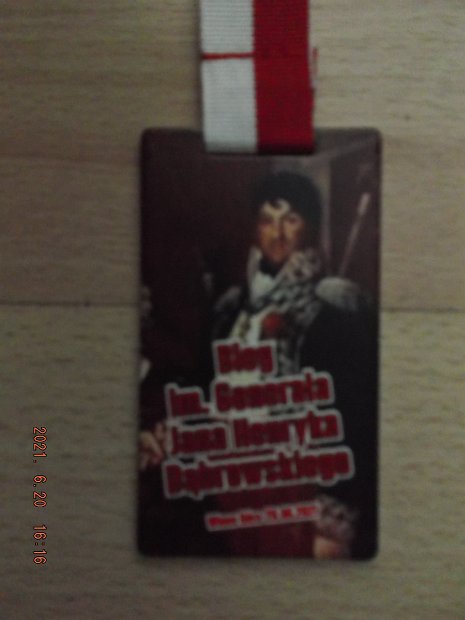 Bieg
im. Generała
Jana Henryka
Dąbrowskiego
2021. 6.20 16:16